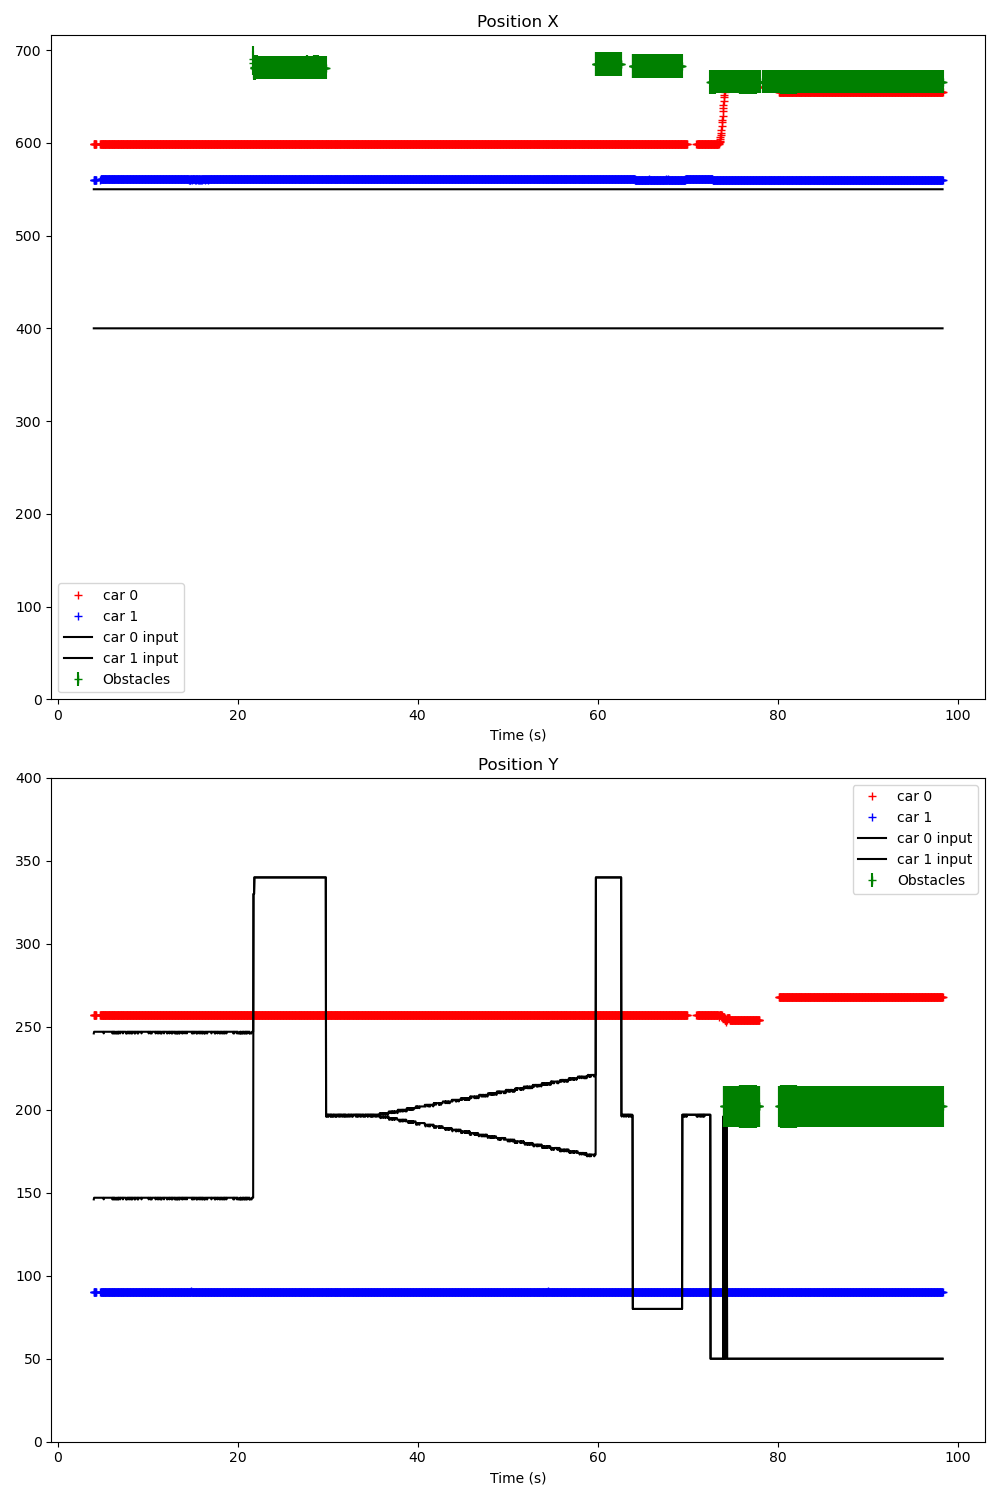 Position X
700
600
500
400
300
200
100
0
car 0
car 1
car 0 input
car 1 input
Obstacles
0 20 40 60 80 100
Time (s)
Position Y
400
350
300
250
200
150
100
50
0
car 0
car 1
car 0 input
car 1 input
Obstacles
0 20 40 60 80 100
Time (s)